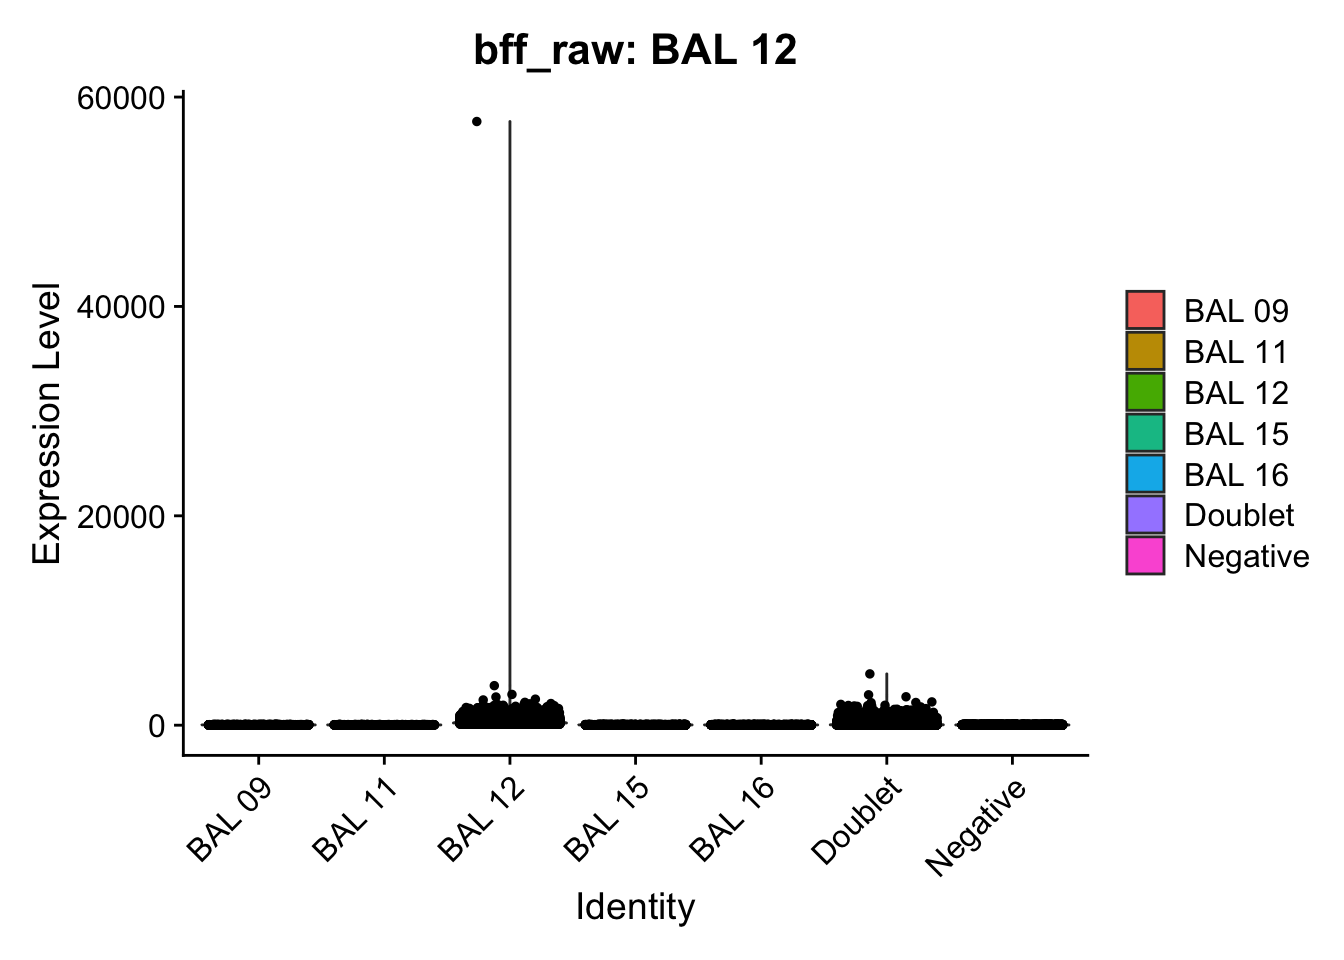 bff_raw: BAL 12
60000
40000
20000
0
Expression Level
BAL 09
BAL 11
BAL 12
BAL 15
BAL 16
Doublet
Negative
Identity
BAL 09
BAL 11
BAL 12
BAL 15
BAL 16
Doublet
Negative